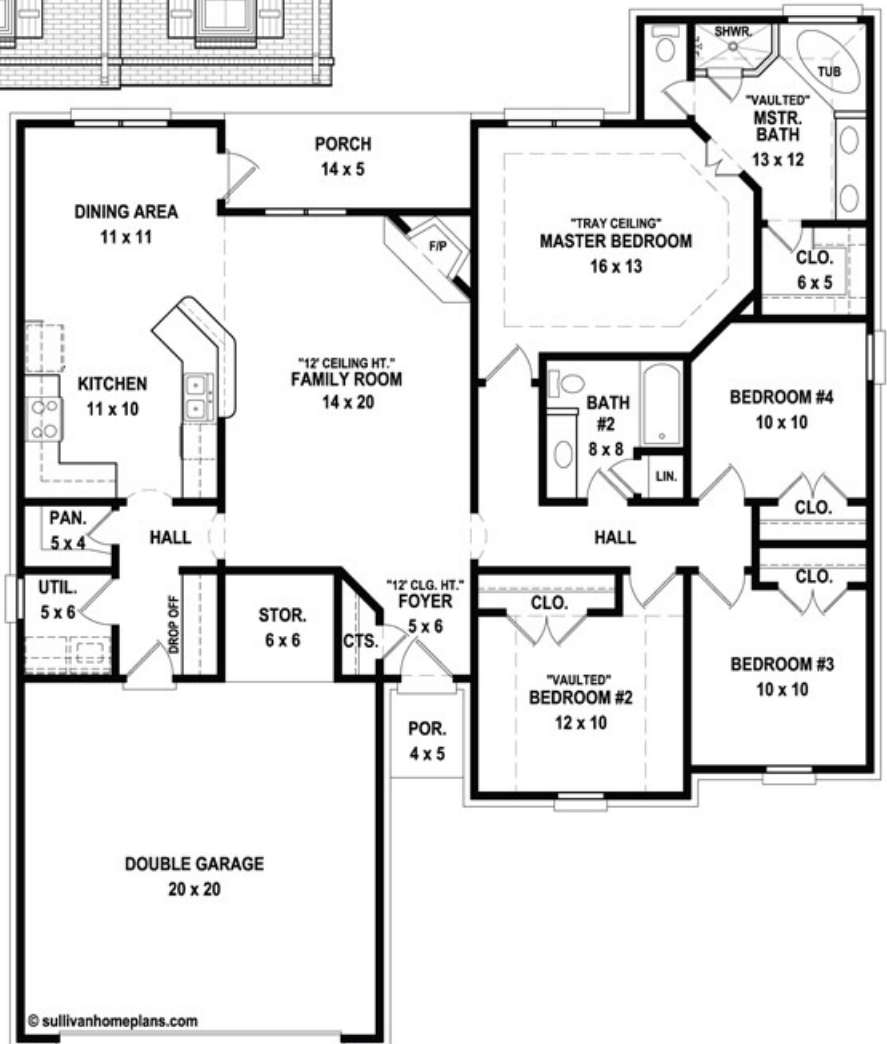 SHWR.
TUB
"VAULTED"
MSTR.
BATH
13 x 12
PORCH
14 x 5
DINING AREA
11 x 11
F/P
"TRAY CEILING"
MASTER BEDROOM
16 x 13
CLO.
6 x 5
"12' CEILING HT."
FAMILY ROOM
14 x 20
KITCHEN
11 x 10
BATH
#2
8 x 8
LIN.
BEDROOM #4
10 x 10
CLO.
PAN.
5 x 4
HALL
HALL
UTIL.
5 x 6
DROP OFF
STOR.
6 x 6
CTS.
"12' CLG. HT."
FOYER
5 x 6
CLO.
CLO.
"VAULTED"
BEDROOM #2
12 x 10
BEDROOM #3
10 x 10
POR.
4 x 5
DOUBLE GARAGE
20 x 20
© sullivanhomeplans.com